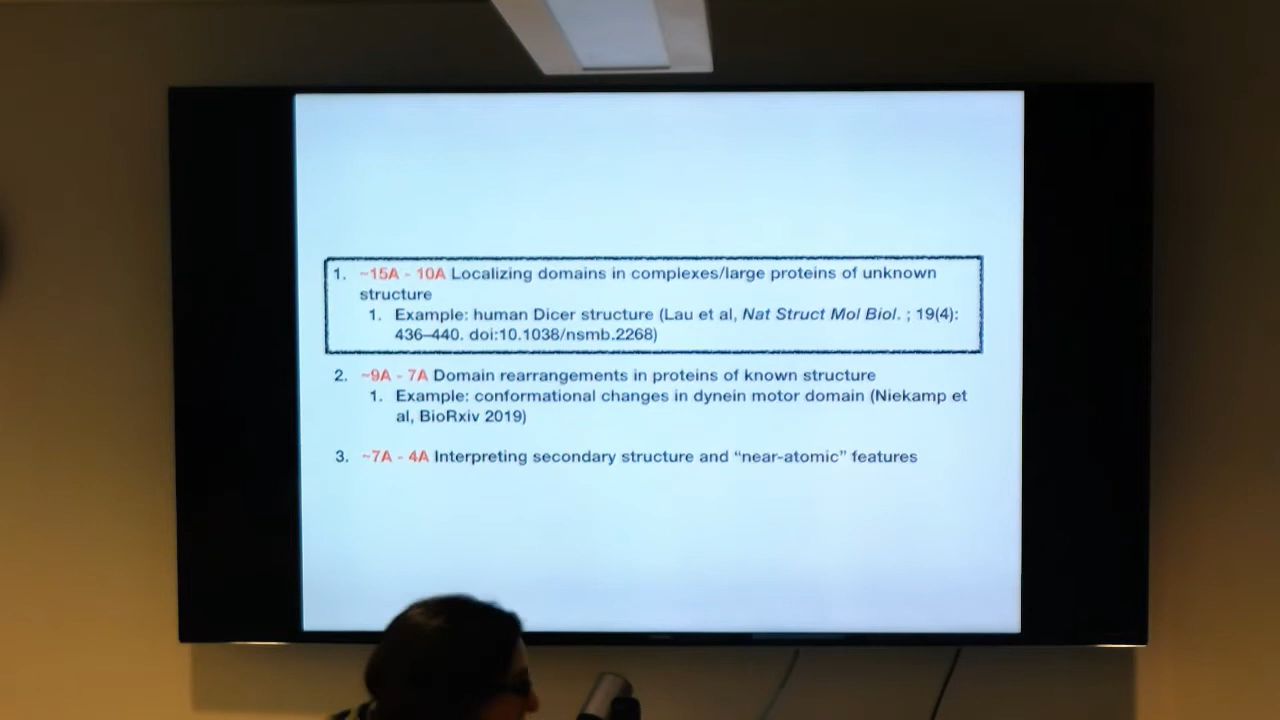 1. ~15A - 10A Localizing domains in complexes/large proteins of unknown
structure
1. Example: human Dicer structure (Lau et al, Nat Struct Mol Biol. ; 19(4):
436–440. doi:10.1038/nsmb.2268)
2. ~9A - 7A Domain rearrangements in proteins of known structure
1. Example: conformational changes in dynein motor domain (Niekamp et
al, BioRxiv 2019)
3. ~7A - 4A Interpreting secondary structure and “near-atomic” features